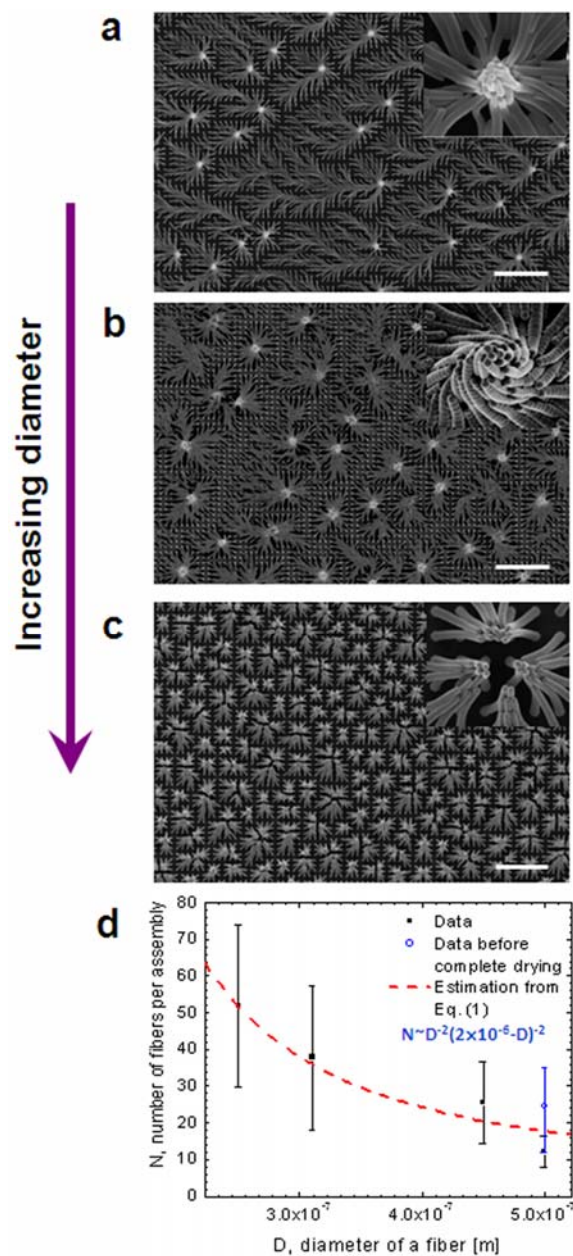 a
Increasing diameter
b
c
d
80
70
60
50
40
30
20
10
0
N, number of fibers per assembly
Data
Data before
complete drying
Estimation from
Eq.(1)
N~D⁻²(2×10⁻⁶-D)⁻²
3.0x10⁻⁷
4.0x10⁻⁷
5.0x10⁻⁷
D, diameter of a fiber [m]